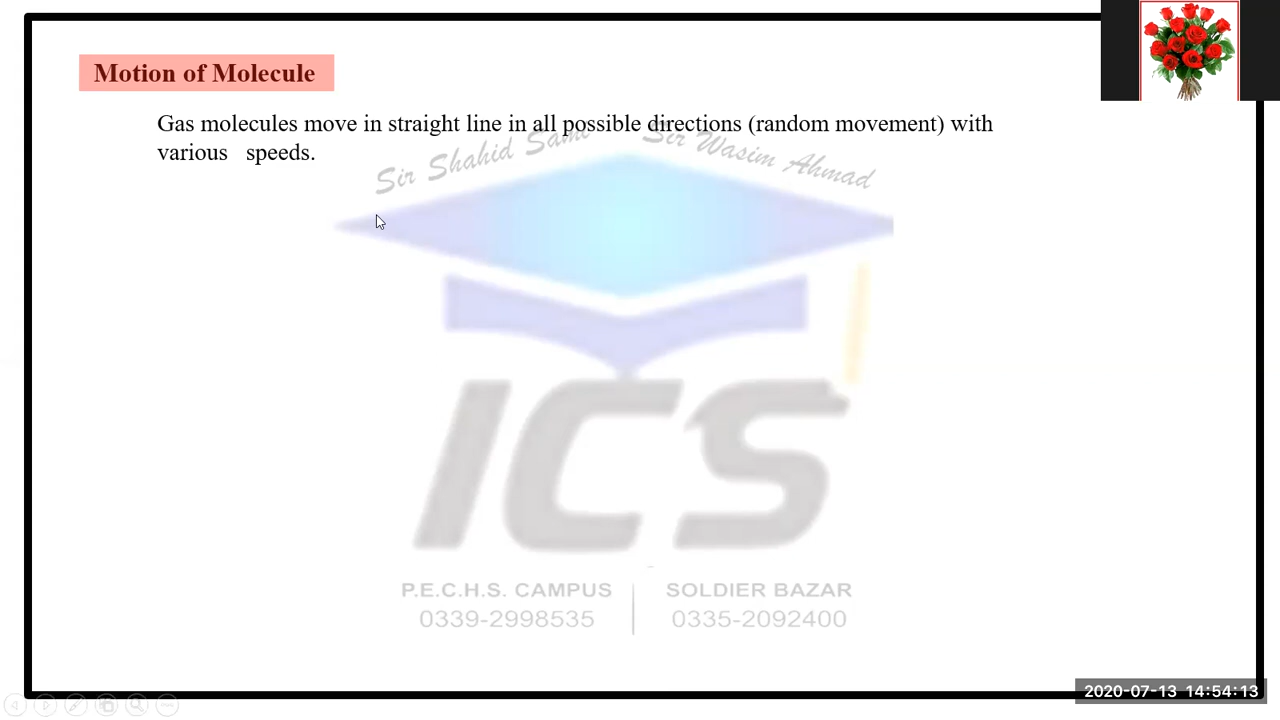 Motion of Molecule
Gas molecules move in straight line in all possible directions (random movement) with
various speeds.
Sir Shahid Sami
Sir Wasim Ahmad
ICS
P.E.C.H.S. CAMPUS
0339-2998535
SOLDIER BAZAR
0335-2092400
2020-07-13 14:54:13